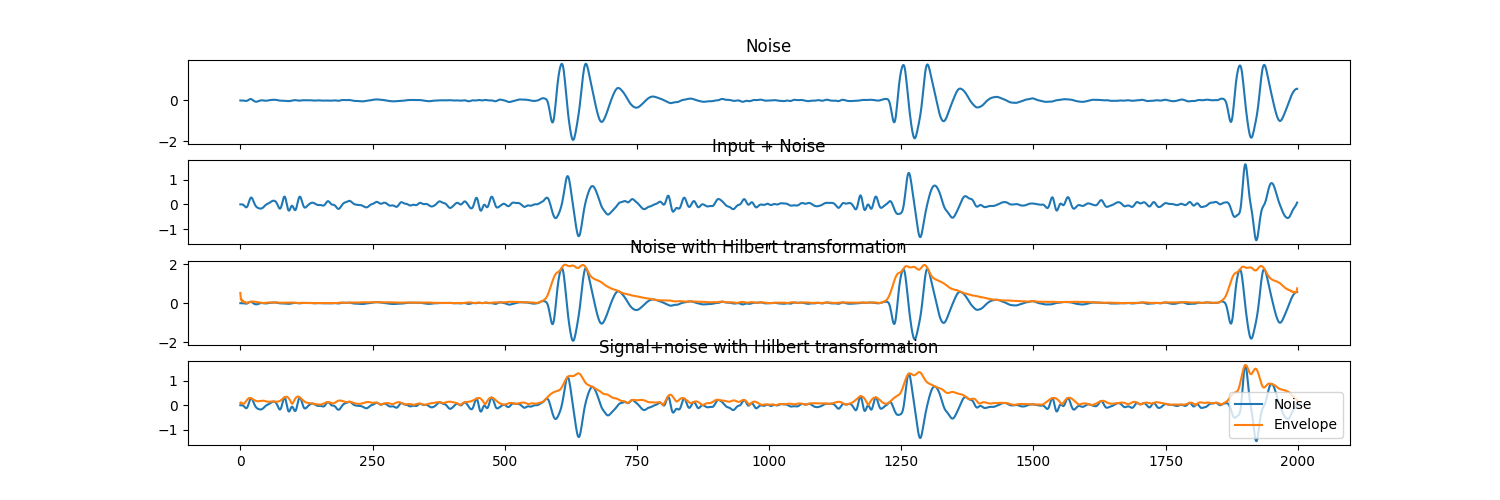 Noise
0
−2
Input + Noise
1
0
−1
Noise with Hilbert transformation
2
0
−2
Signal+noise with Hilbert transformation
1
0
−1
Noise
Envelope
0 250 500 750 1000 1250 1500 1750 2000